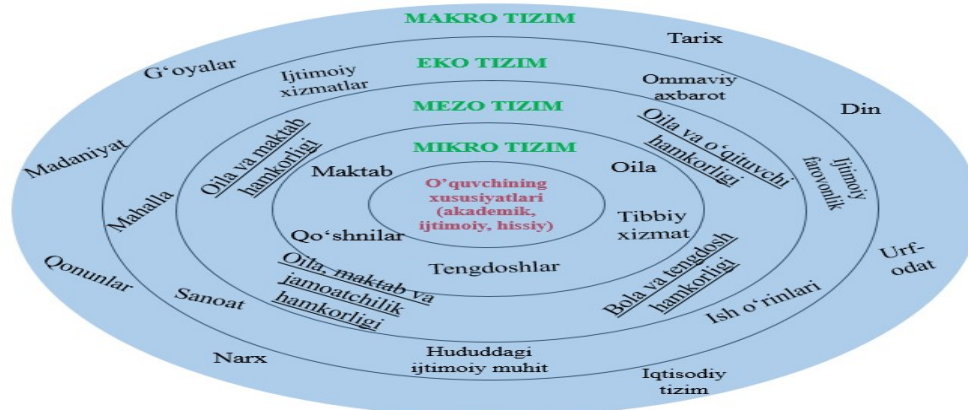 MAKRO TIZIM
Tarix
G‘oyalar
EKO TIZIM
Ijtimoiy
xizmatlar
Ommaviy
axbarot
Din
MEZO TIZIM
Madaniyat
Oila va maktab
hamkorligi
Oila va o‘qituvchi
hamkorligi
Ijtimoiy
farovonlik
MIKRO TIZIM
Maktab
Oila
O’quvchining
xususiyatlari
(akademik,
ijtimoiy, hissiy)
Mahalla
Qo‘shnilar
Tibbiy
xizmat
Tengdoshlar
Urf-
odat
Qonunlar
Sanoat
Oila, maktab va
jamoatchilik
hamkorligi
Bola va tengdosh
hamkorligi
Ish o‘rinlari
Narx
Hududdagi
ijtimoiy muhit
Iqtisodiy
tizim